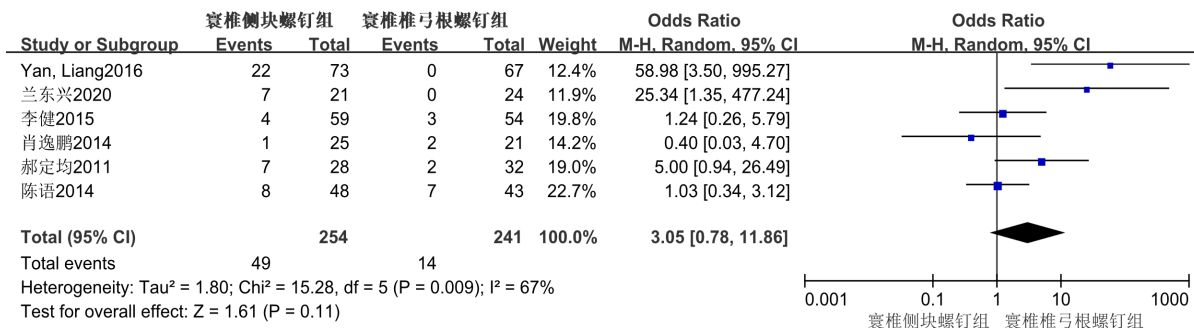 寰椎侧块螺钉组 寰椎椎弓根螺钉组 Odds Ratio Odds Ratio
Study or Subgroup Events Total Events Total Weight M-H, Random, 95% CI M-H, Random, 95% CI
Yan, Liang2016 22 73 0 67 12.4% 58.98 [3.50, 995.27]
兰东兴2020 7 21 0 24 11.9% 25.34 [1.35, 477.24]
李健2015 4 59 3 54 19.8% 1.24 [0.26, 5.79]
肖逸鹏2014 1 25 2 21 14.2% 0.40 [0.03, 4.70]
郝定均2011 7 28 2 32 19.0% 5.00 [0.94, 26.49]
陈语2014 8 48 7 43 22.7% 1.03 [0.34, 3.12]
Total (95% CI) 254 241 100.0% 3.05 [0.78, 11.86]
Total events 49 14
Heterogeneity: Tau² = 1.80; Chi² = 15.28, df = 5 (P = 0.009); I² = 67%
Test for overall effect: Z = 1.61 (P = 0.11)
0.001 0.1 1 10 1000
寰椎侧块螺钉组 寰椎椎弓根螺钉组